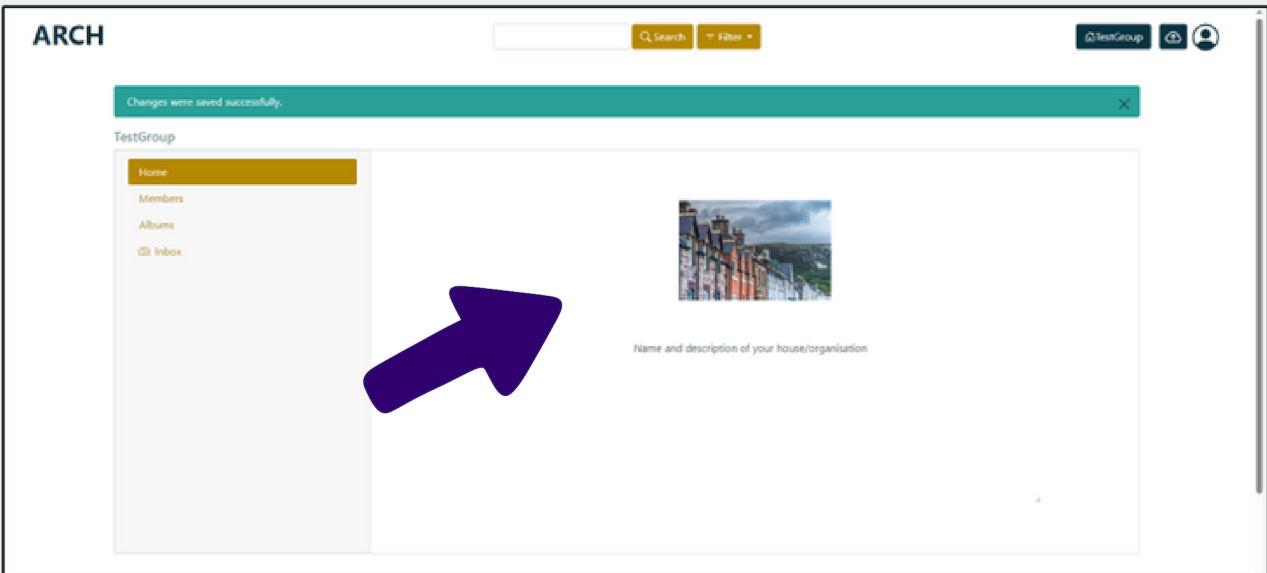 ARCH
Search
Filter
TestGroup
Changes were saved successfully.
TestGroup
Home
Members
Albums
Inbox
Name and description of your house/organisation